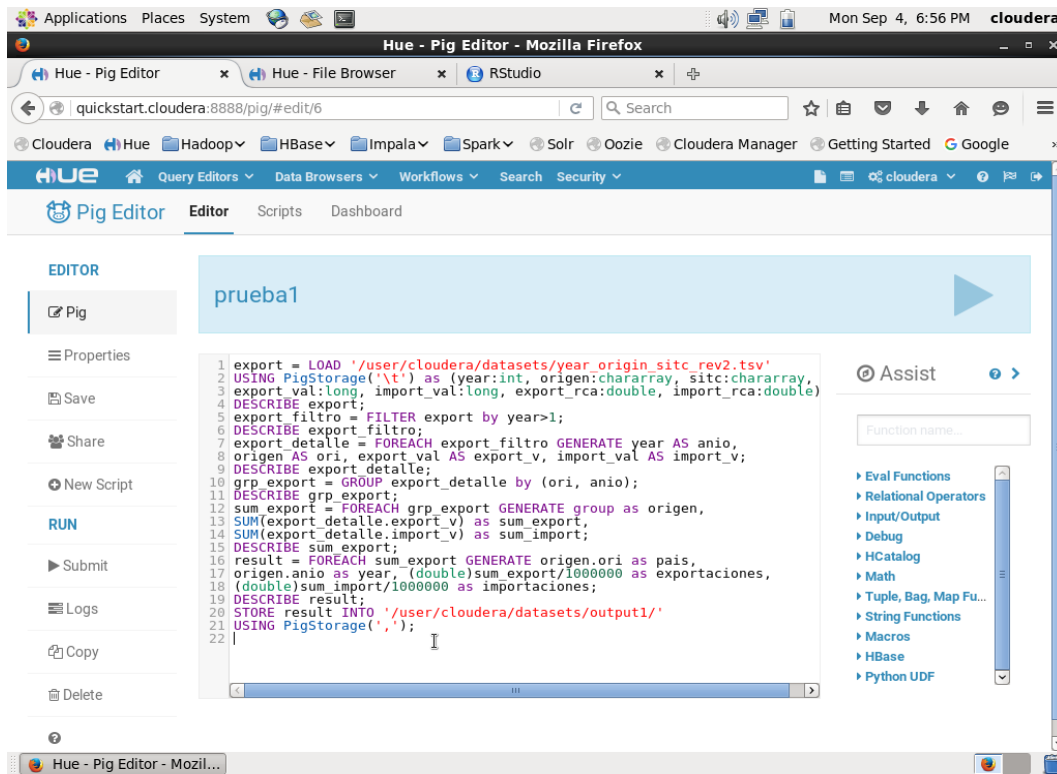 Applications Places System Mon Sep 4, 6:56 PM cloudera
Hue - Pig Editor - Mozilla Firefox
Hue - Pig Editor Hue - File Browser RStudio
quickstart.cloudera:8888/pig/#edit/6 Search
Cloudera Hue Hadoop HBase Impala Spark Solr Oozie Cloudera Manager Getting Started Google
HUE Query Editors Data Browsers Workflows Search Security cloudera
Pig Editor Editor Scripts Dashboard
EDITOR
Pig
Properties
Save
Share
New Script
RUN
Submit
Logs
Copy
Delete
prueba1
1 export = LOAD '/user/cloudera/datasets/year_origin_sitc_rev2.tsv'
2 USING PigStorage('\t') as (year:int, origen:chararray, sitc:chararray,
3 export_val:long, import_val:long, export_rca:double, import_rca:double)
4 DESCRIBE export;
5 export_filtro = FILTER export by year>1;
6 DESCRIBE export_filtro;
7 export_detalle = FOREACH export_filtro GENERATE year AS anio,
8 origen AS ori, export_val AS export_v, import_val AS import_v;
9 DESCRIBE export_detalle;
10 grp_export = GROUP export_detalle by (ori, anio);
11 DESCRIBE grp_export;
12 sum_export = FOREACH grp_export GENERATE group as origen,
13 SUM(export_detalle.export_v) as sum_export,
14 SUM(export_detalle.import_v) as sum_import;
15 DESCRIBE sum_export;
16 result = FOREACH sum_export GENERATE origen.ori as pais,
17 origen.anio as year, (double)sum_export/1000000 as exportaciones,
18 (double)sum_import/1000000 as importaciones;
19 DESCRIBE result;
20 STORE result INTO '/user/cloudera/datasets/output1/'
21 USING PigStorage(',');
22
Assist
Function name...
Eval Functions
Relational Operators
Input/Output
Debug
HCatalog
Math
Tuple, Bag, Map Fu...
String Functions
Macros
HBase
Python UDF
Hue - Pig Editor - Mozil...